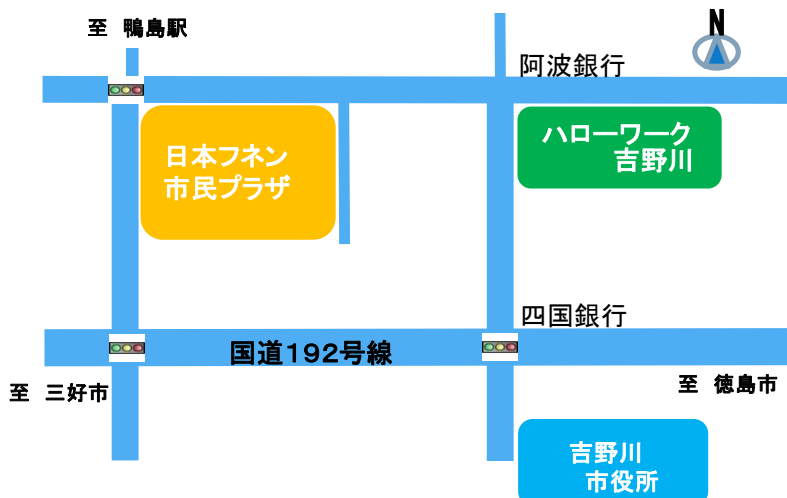 至 鴨島駅
N
阿波銀行
日本フネン
市民プラザ
ハローワーク
吉野川
四国銀行
国道192号線
至 三好市
至 徳島市
吉野川
市役所